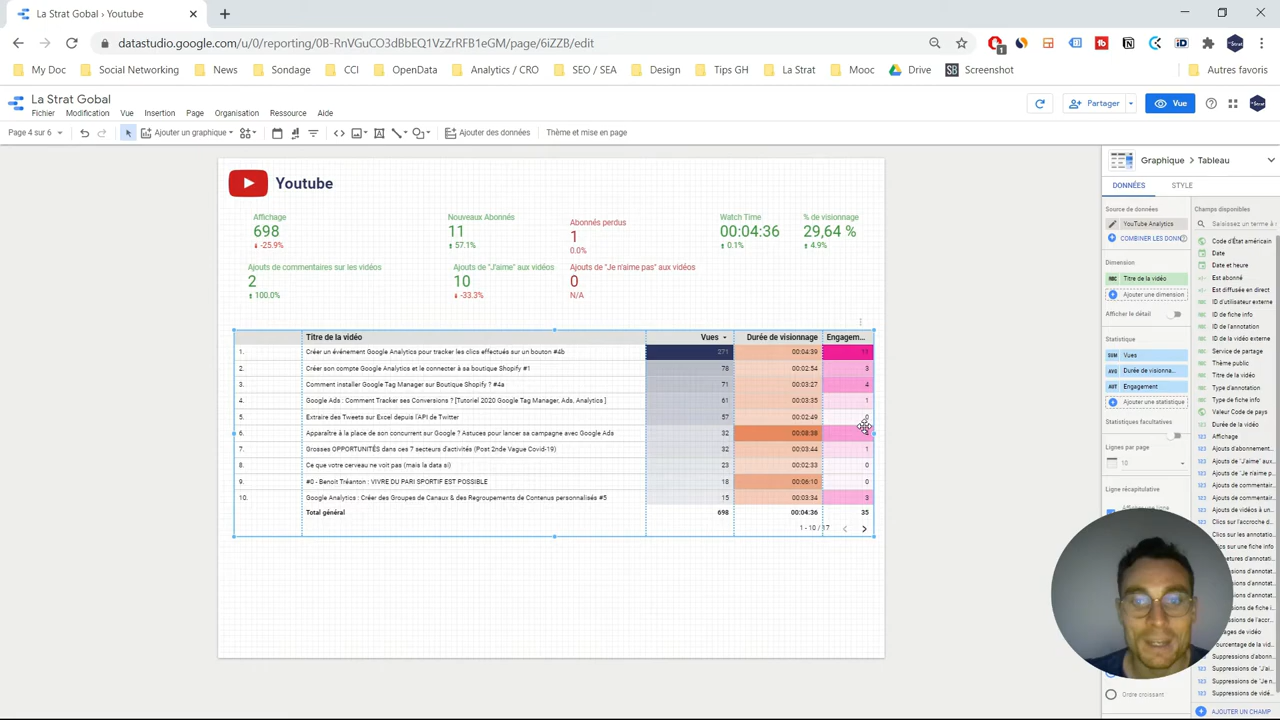 La Strat Gobal › Youtube
datastudio.google.com/u/0/reporting/0B-RnVGuCO3dBbEQ1VzZrRFB1eGM/page/6iZZB/edit
My Doc Social Networking News Sondage CCI OpenData Analytics / CRO SEO / SEA Design Tips GH La Strat Mooc Drive Screenshot Autres favoris
La Strat Gobal
Fichier Modification Vue Insertion Page Organisation Ressource Aide
Partager Vue
Page 4 sur 6 Ajouter un graphique Ajouter des données Thème et mise en page
Graphique > Tableau
DONNÉES STYLE
Youtube
Affichage
698
-25.9%
Nouveaux Abonnés
11
57.1%
Abonnés perdus
1
0.0%
Watch Time
00:04:36
0.1%
% de visionnage
29,64 %
4.9%
Ajouts de commentaires sur les vidéos
2
100.0%
Ajouts de "J'aime" aux vidéos
10
-33.3%
Ajouts de "Je n'aime pas" aux vidéos
0
N/A
Titre de la vidéo Vues Durée de visionnage Engagem...
1. Créer un événement Google Analytics pour tracker les clics effectués sur un bouton #4b 271 00:04:39
2. Créer son compte Google Analytics et le connecter à sa boutique Shopify #1 78 00:02:54 3
3. Comment installer Google Tag Manager sur Boutique Shopify ? #4a 71 00:03:27 4
4. Google Ads : Comment Tracker ses Conversions ? [Tutoriel 2020 Google Tag Manager, Ads, Analytics ] 61 00:03:35 1
5. Extraire des Tweets sur Excel depuis l'API de Twitter 57 00:02:49
6. Apparaître à la place de son concurrent sur Google ? Astuces pour lancer sa campagne avec Google Ads 32 00:08:38
7. Grosses OPPORTUNITÉS dans ces 7 secteurs d'activités (Post 2nde Vague Covid-19) 32 00:03:44 1
8. Ce que votre cerveau ne voit pas (mais la data si) 23 00:02:33 0
9. #0 - Benoit Tréanton : VIVRE DU PARI SPORTIF EST POSSIBLE 18 00:06:10 0
10. Google Analytics : Créer des Groupes de Canaux & des Regroupements de Contenus personnalisés #5 15 00:03:34 3
Total général 698 00:04:36 35
1 - 10 / 17
Source de données
YouTube Analytics
COMBINER LES DONN
Dimension
ABC Titre de la vidéo
Ajouter une dimension
Afficher le détail
Statistique
SUM Vues
AVG Durée de visionna...
AVG Engagement
Ajouter une statistique
Statistiques facultatives
Lignes par page
10
Ligne récapitulative
Ordre croissant
Champs disponibles
Saisissez un terme à
Code d'État américain
Date
Date et heure
Est abonné
Est diffusée en direct
ID d'utilisateur externe
ID de fiche info
ID de l'annotation
ID de la vidéo externe
Service de partage
Thème public
Titre de la vidéo
Type d'annotation
Type de fiche info
Valeur Code de pays
Durée de la vidéo
Affichage
Ajouts d'abonnement...
Ajouts de "J'aime" aux...
Ajouts de "Je n'aime p...
Ajouts de commentair...
Ajouts de commentair...
Ajouts de vidéos à un...
Clics sur l'accroche d...
Clics sur les annotatio...
Clics sur une fiche info
Suppressions d'abonn...
Suppressions de "J'ai...
Suppressions de "Je n...
Suppressions de vidé...
AJOUTER UN CHAMP